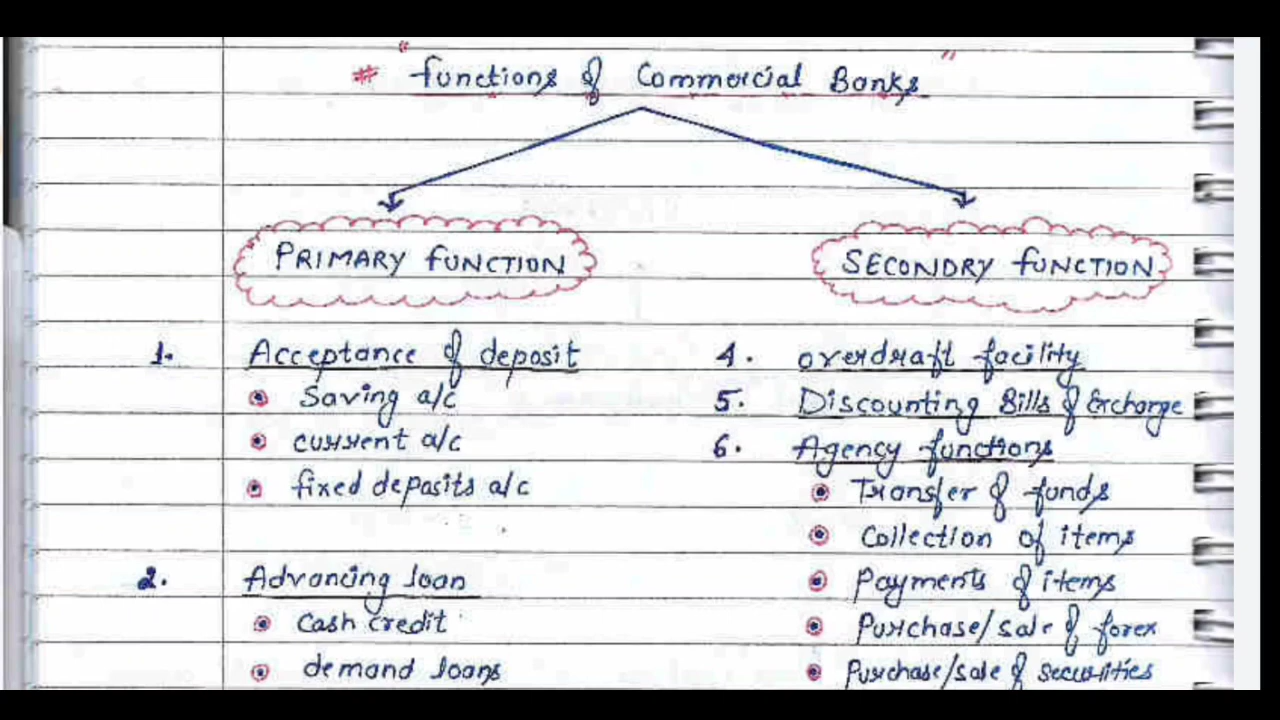 "
# Functions of Commercial Banks "
PRIMARY FUNCTION
SECONDRY FUNCTION
1. Acceptance of deposit
Saving a/c
current a/c
fixed deposits a/c
2. Advancing loan
cash credit
demand loans
4. overdraft facility
5. Discounting Bills of Exchange
6. Agency functions
Transfer of funds
Collection of items
Payments of items
Purchase/sale of forex
Purchase/sale of securities